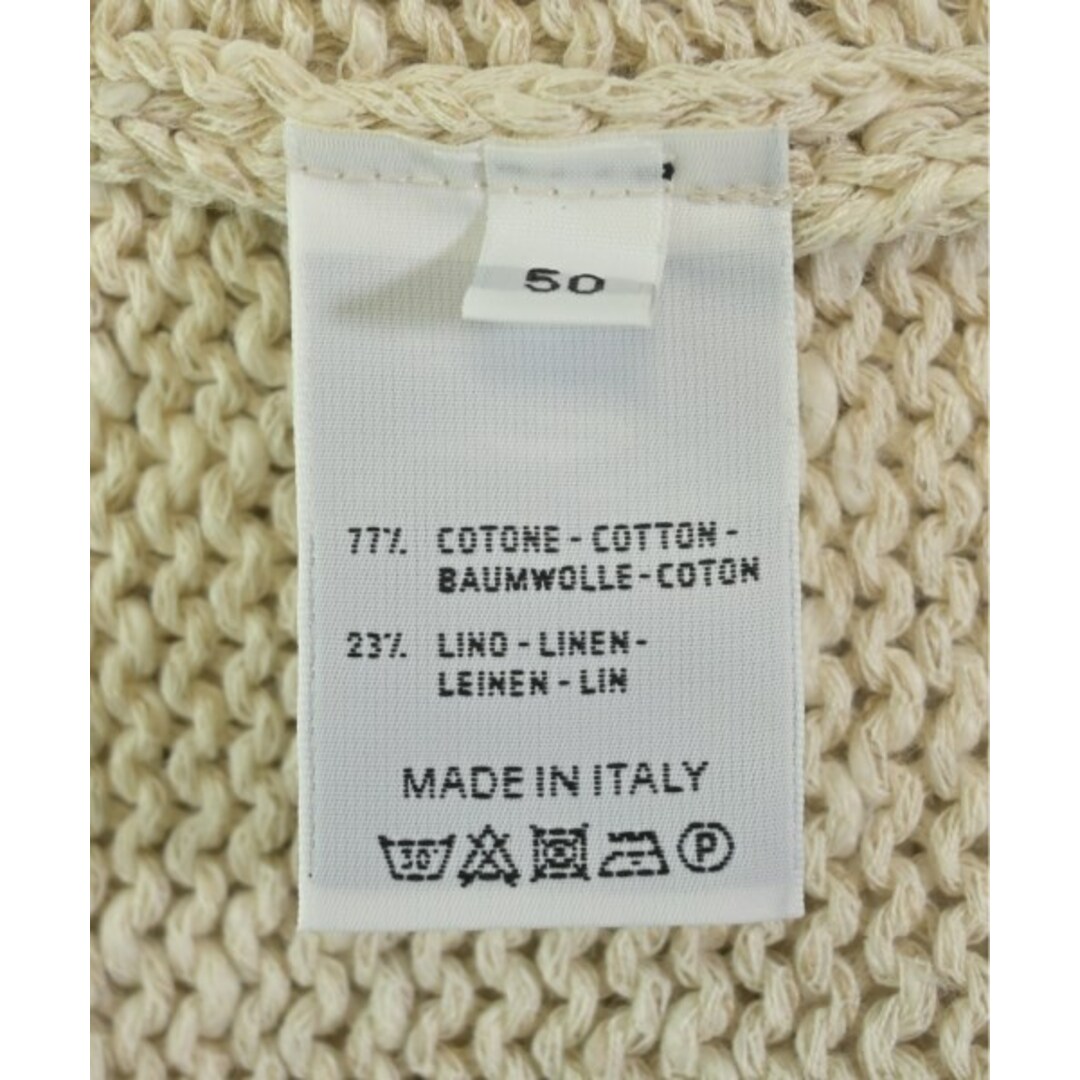 50
77% COTONE - COTTON -
BAUMWOLLE - COTON
23% LINO - LINEN -
LEINEN - LIN
MADE IN ITALY
30° P